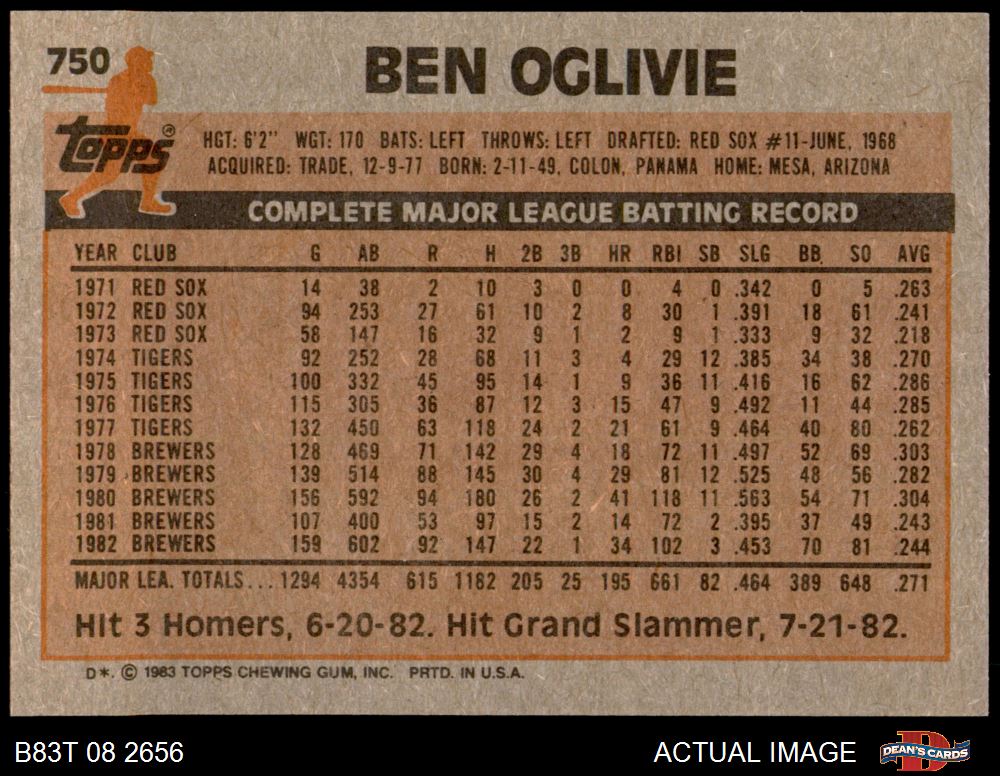 750
BEN OGLIVIE
Topps®
HGT: 6'2" WGT: 170 BATS: LEFT THROWS: LEFT DRAFTED: RED SOX #11-JUNE, 1968
ACQUIRED: TRADE, 12-9-77 BORN: 2-11-49, COLON, PANAMA HOME: MESA, ARIZONA
COMPLETE MAJOR LEAGUE BATTING RECORD
YEAR CLUB G AB R H 2B 3B HR RBI SB SLG BB SO AVG
1971 RED SOX 14 38 2 10 3 0 0 4 0 .342 0 5 .263
1972 RED SOX 94 253 27 61 10 2 8 30 1 .391 18 61 .241
1973 RED SOX 58 147 16 32 9 1 2 9 1 .333 9 32 .218
1974 TIGERS 92 252 28 68 11 3 4 29 12 .385 34 38 .270
1975 TIGERS 100 332 45 95 14 1 9 36 11 .416 16 62 .286
1976 TIGERS 115 305 36 87 12 3 15 47 9 .492 11 44 .285
1977 TIGERS 132 450 63 118 24 2 21 61 9 .464 40 80 .262
1978 BREWERS 128 469 71 142 29 4 18 72 11 .497 52 69 .303
1979 BREWERS 139 514 88 145 30 4 29 81 12 .525 48 56 .282
1980 BREWERS 156 592 94 180 26 2 41 118 11 .563 54 71 .304
1981 BREWERS 107 400 53 97 15 2 14 72 2 .395 37 49 .243
1982 BREWERS 159 602 92 147 22 1 34 102 3 .453 70 81 .244
MAJOR LEA. TOTALS... 1294 4354 615 1182 205 25 195 661 82 .464 389 648 .271
Hit 3 Homers, 6-20-82. Hit Grand Slammer, 7-21-82.
D*. © 1983 TOPPS CHEWING GUM, INC. PRTD. IN U.S.A.
B83T 08 2656 ACTUAL IMAGE DEAN'S CARDS